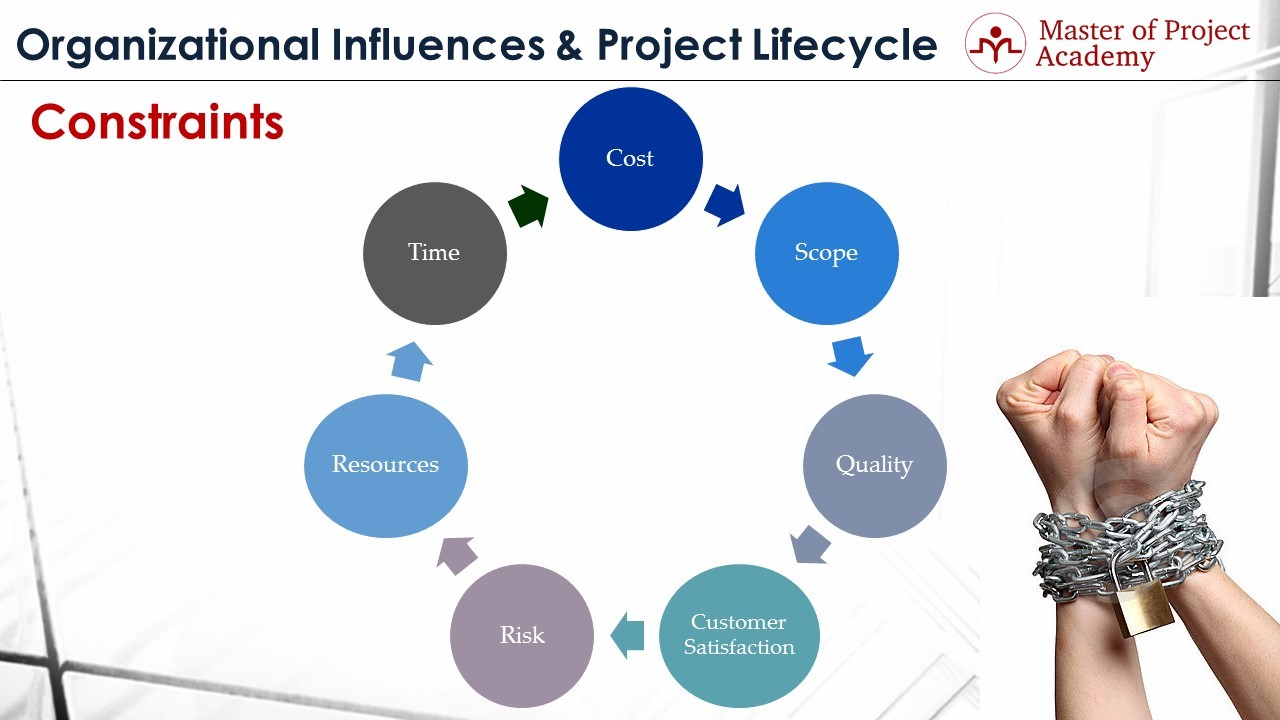 Organizational Influences & Project Lifecycle
Master of Project
Academy
Constraints
Cost
Scope
Quality
Customer
Satisfaction
Risk
Resources
Time